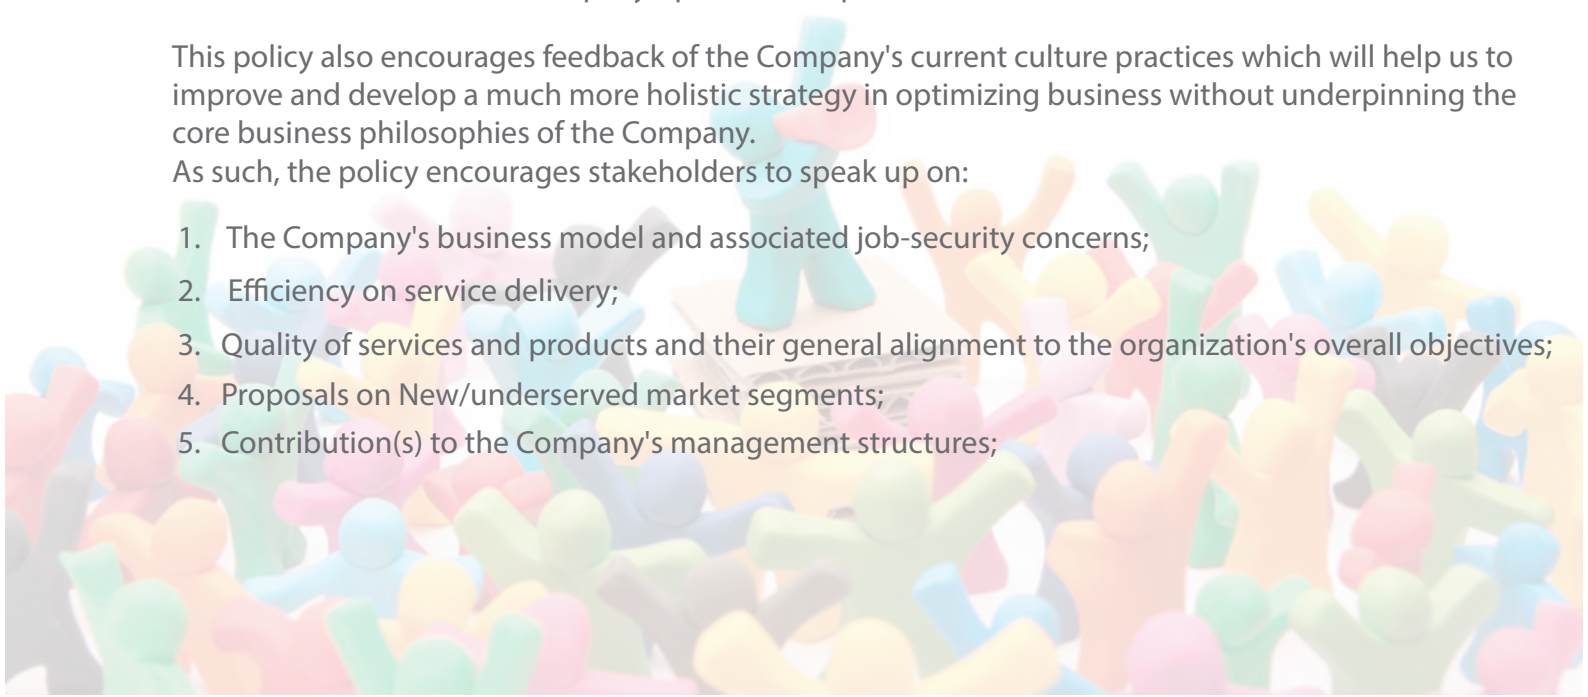 This policy also encourages feedback of the Company's current culture practices which will help us to
improve and develop a much more holistic strategy in optimizing business without underpinning the
core business philosophies of the Company.
As such, the policy encourages stakeholders to speak up on:
1. The Company's business model and associated job-security concerns;
2. Efficiency on service delivery;
3. Quality of services and products and their general alignment to the organization's overall objectives;
4. Proposals on New/underserved market segments;
5. Contribution(s) to the Company's management structures;